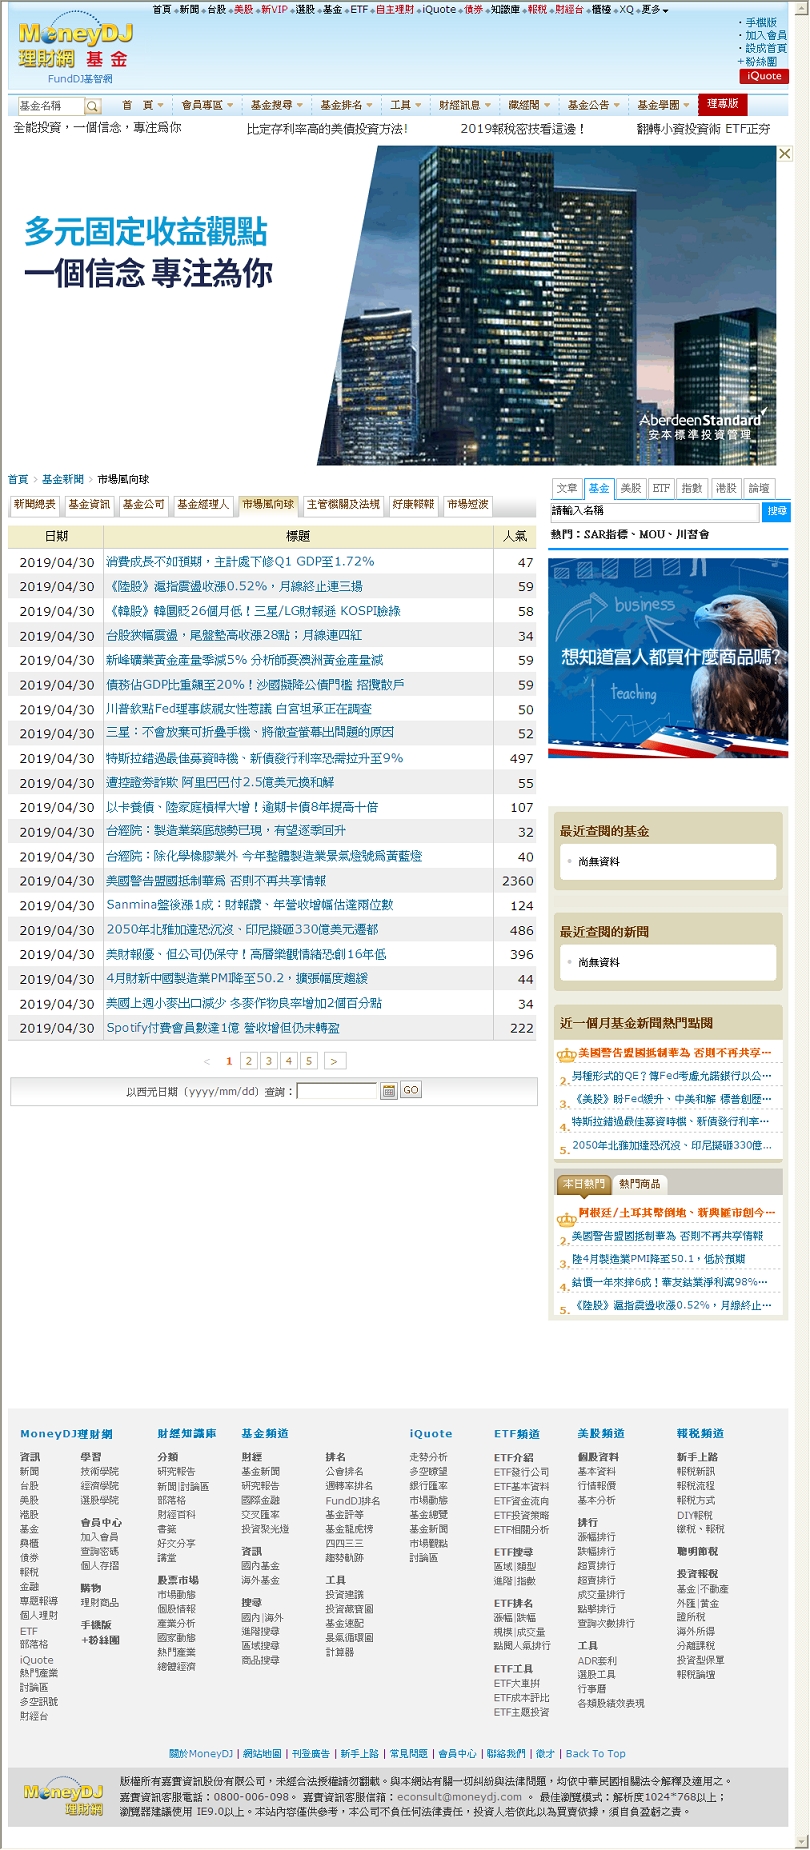 首頁 新聞 台股 美股 新VIP 選股 基金 ETF 自主理財 iQuote 債券 知識庫 報稅 財經台 櫃檯 XQ 更多
MoneyDJ
理財網 基金
FundDJ基智網
・手機版
・加入會員
・設成首頁
+粉絲團
iQuote
基金名稱 首 頁 會員專區 基金搜尋 基金排名 工具 財經訊息 藏經閣 基金公告 基金學園 理專版
全能投資，一個信念，專注為你 比定存利率高的美債投資方法! 2019報稅密技看這邊！ 翻轉小資投資術 ETF正夯
多元固定收益觀點
一個信念 專注為你
AberdeenStandard
安本標準投資管理
首頁 > 基金新聞 > 市場風向球
新聞總表 基金資訊 基金公司 基金經理人 市場風向球 主管機關及法規 好康報報 市場短波
日期 標題 人氣
2019/04/30 消費成長不如預期，主計處下修Q1 GDP至1.72% 47
2019/04/30 《陸股》滬指震盪收漲0.52%，月線終止連三揚 59
2019/04/30 《韓股》韓圜貶26個月低！三星/LG財報遜 KOSPI臉綠 58
2019/04/30 台股狹幅震盪，尾盤墊高收漲28點；月線連四紅 34
2019/04/30 新峰礦業黃金產量季減5% 分析師憂澳洲黃金產量減 59
2019/04/30 債務佔GDP比重飆至20%！沙國擬降公債門檻 招攬散戶 59
2019/04/30 川普欽點Fed理事歧視女性惹議 白宮坦承正在調查 50
2019/04/30 三星：不會放棄可折疊手機、將徹查螢幕出問題的原因 52
2019/04/30 特斯拉錯過最佳募資時機、新債發行利率恐需拉升至9% 497
2019/04/30 遭控證券詐欺 阿里巴巴付2.5億美元換和解 55
2019/04/30 以卡養債、陸家庭槓桿大增！逾期卡債8年提高十倍 107
2019/04/30 台經院：製造業築底態勢已現，有望逐季回升 32
2019/04/30 台經院：除化學橡膠業外 今年整體製造業景氣燈號為黃藍燈 40
2019/04/30 美國警告盟國抵制華為 否則不再共享情報 2360
2019/04/30 Sanmina盤後漲1成：財報讚、年營收增幅估達兩位數 124
2019/04/30 2050年北雅加達恐沉沒、印尼擬砸330億美元遷都 486
2019/04/30 美財報優、但公司仍保守！高層樂觀情緒恐創16年低 396
2019/04/30 4月財新中國製造業PMI降至50.2，擴張幅度趨緩 44
2019/04/30 美國上週小麥出口減少 冬麥作物良率增加2個百分點 34
2019/04/30 Spotify付費會員數達1億 營收增但仍未轉盈 222
< 1 2 3 4 5 >
以西元日期（yyyy/mm/dd）查詢： GO
文章 基金 美股 ETF 指數 港股 論壇
請輸入名稱 搜尋
熱門：SAR指標、MOU、川習會
business
想知道富人都買什麼商品嗎?
teaching
最近查閱的基金
尚無資料
最近查閱的新聞
尚無資料
近一個月基金新聞熱門點閱
美國警告盟國抵制華為 否則不再共享…
2. 另種形式的QE？傳Fed考慮允諾銀行以公…
3. 《美股》盼Fed緩升、中美和解 標普創歷…
4. 特斯拉錯過最佳募資時機、新債發行利率…
5. 2050年北雅加達恐沉沒、印尼擬砸330億…
本日熱門 熱門商品
阿根廷/土耳其幣倒地、新興匯市創今…
2. 美國警告盟國抵制華為 否則不再共享情報
3. 陸4月製造業PMI降至50.1，低於預期
4. 鈷價一年來摔6成！華友鈷業淨利瀉98%…
5. 《陸股》滬指震盪收漲0.52%，月線終止…
MoneyDJ理財網
資訊
新聞
台股
美股
港股
基金
興櫃
債券
報稅
金融
專題報導
個人理財
ETF
部落格
iQuote
熱門產業
討論區
多空訊號
財經台
學習
技術學院
經濟學院
選股學院
會員中心
加入會員
查詢密碼
個人存摺
購物
理財商品
手機版
+粉絲團
財經知識庫
分類
研究報告
新聞|討論區
部落格
財經百科
書籤
好文分享
講堂
股票市場
市場動態
個股情報
產業分析
國家動態
熱門產業
總體經濟
基金頻道
財經
基金新聞
研究報告
國際金融
交叉匯率
投資聚光燈
資訊
國內基金
海外基金
搜尋
國內|海外
進階搜尋
區域搜尋
商品搜尋
排名
公會排名
週轉率排名
FundDJ排名
基金評等
基金龍虎榜
四四三三
趨勢軌跡
工具
投資建議
投資藏寶圖
基金速配
景氣循環圖
計算器
iQuote
走勢分析
多空瞭望
銀行匯率
市場動態
基金總覽
基金新聞
市場觀點
討論區
ETF頻道
ETF介紹
ETF發行公司
ETF基本資料
ETF資金流向
ETF投資策略
ETF相關分析
ETF搜尋
區域|類型
進階|指數
ETF排名
漲幅|跌幅
規模|成交量
點閱人氣排行
ETF工具
ETF大車拼
ETF成本評比
ETF主題投資
美股頻道
個股資料
基本資料
行情報價
基本分析
排行
漲幅排行
跌幅排行
超買排行
超賣排行
成交量排行
點擊排行
查詢次數排行
工具
ADR套利
選股工具
行事曆
各類股績效表現
報稅頻道
新手上路
報稅新訊
報稅流程
報稅方式
DIY報稅
繳稅、報稅
聰明節稅
投資報稅
基金|不動產
外匯|黃金
證所稅
海外所得
分離課稅
投資型保單
報稅論壇
關於MoneyDJ | 網站地圖 | 刊登廣告 | 新手上路 | 常見問題 | 會員中心 | 聯絡我們 | 徵才 | Back To Top
MoneyDJ
理財網
版權所有嘉實資訊股份有限公司，未經合法授權請勿翻載。與本網站有關一切糾紛與法律問題，均依中華民國相關法令解釋及適用之。
嘉實資訊客服電話：0800-006-098。 嘉實資訊客服信箱：econsult@moneydj.com 。 最佳瀏覽模式：解析度1024*768以上；
瀏覽器建議使用 IE9.0以上。本站內容僅供參考，本公司不負任何法律責任，投資人若依此以為買賣依據，須自負盈虧之責。